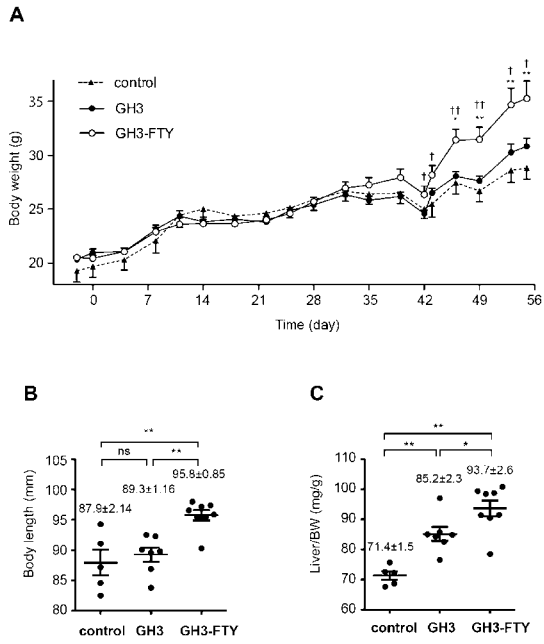 A
control
GH3
GH3-FTY
Body weight (g)
35
30
25
20
† †† †† † †
† * ** ** **
0 7 14 21 28 35 42 49 56
Time (day)
B
**
ns **
95.8±0.85
89.3±1.16
87.9±2.14
Body length (mm)
105
100
95
90
85
80
control GH3 GH3-FTY
C
**
** *
93.7±2.6
85.2±2.3
71.4±1.5
Liver/BW (mg/g)
110
100
90
80
70
60
control GH3 GH3-FTY